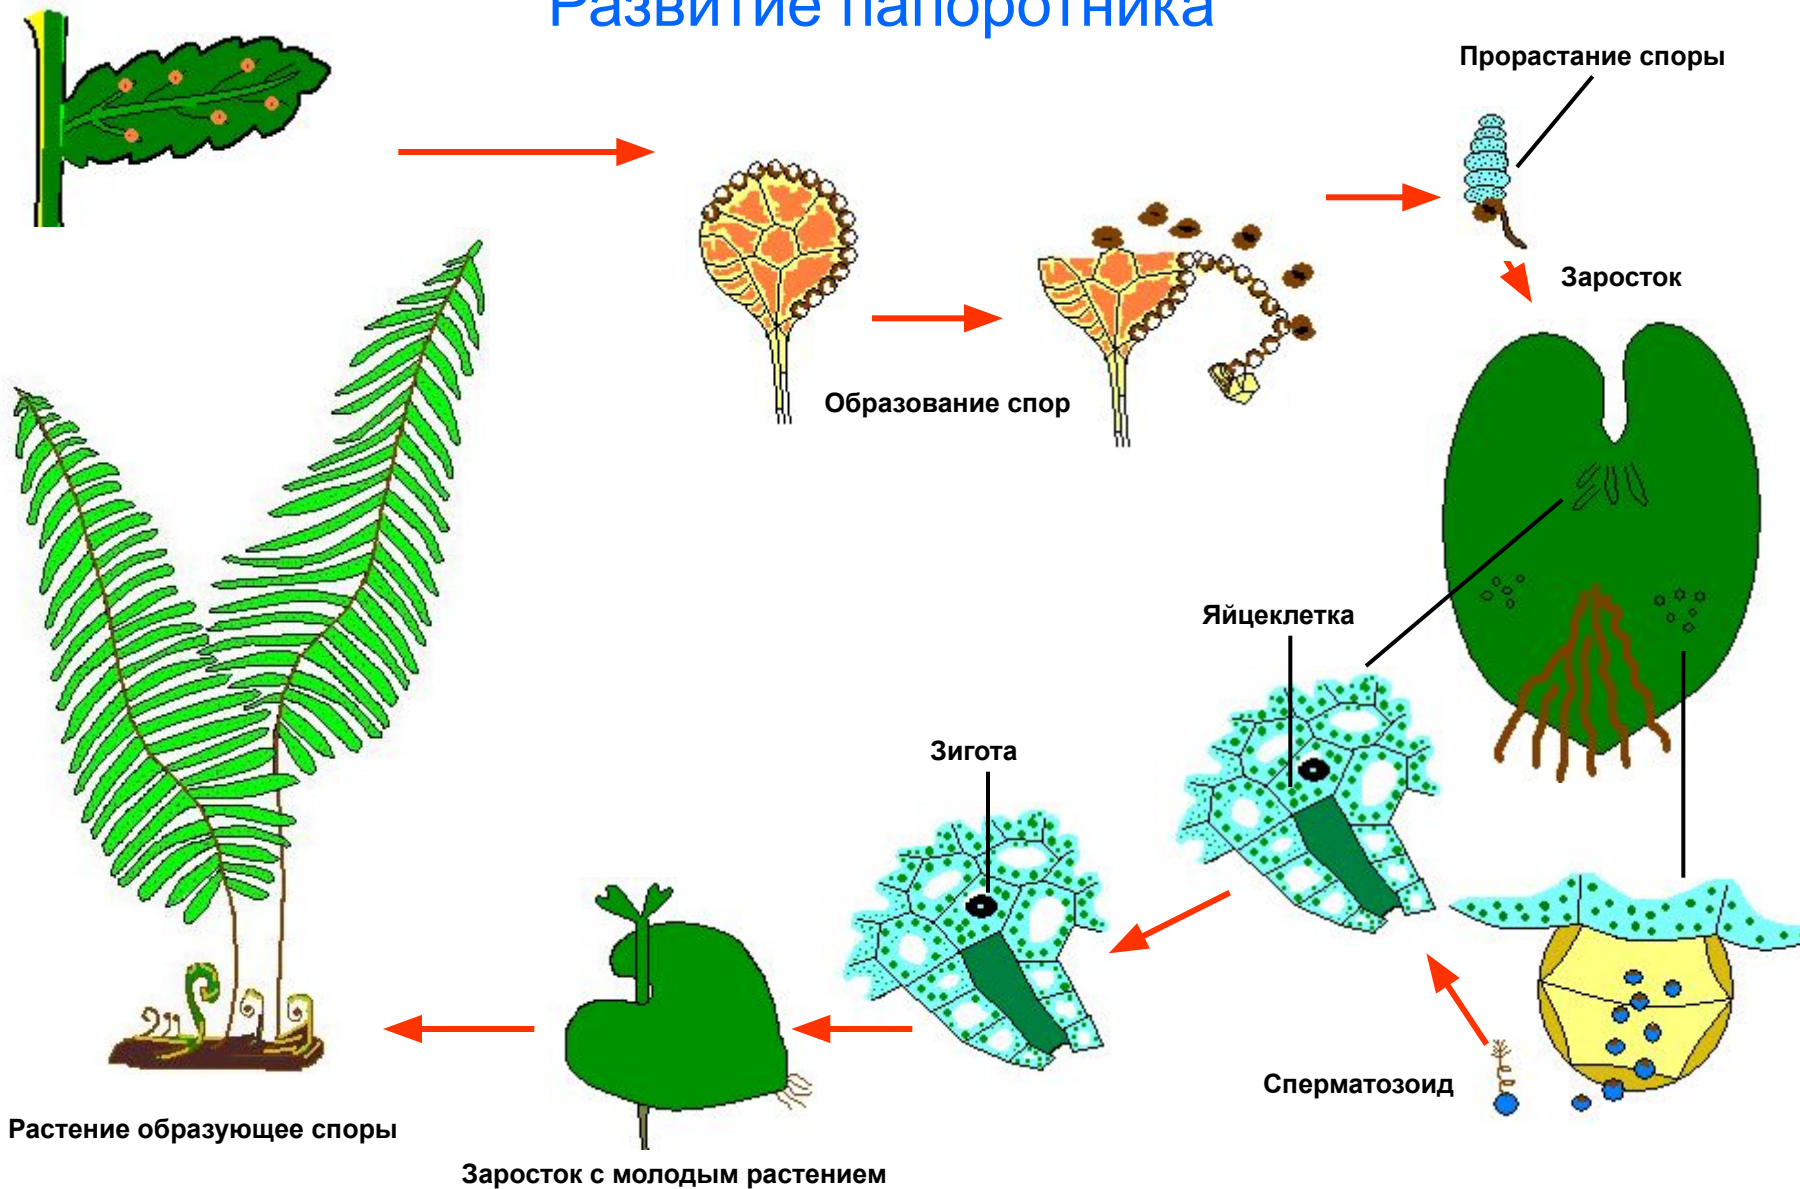 Развитие папоротника
Прорастание споры
Заросток
Образование спор
Яйцеклетка
Зигота
Сперматозоид
Растение образующее споры
Заросток с молодым растением